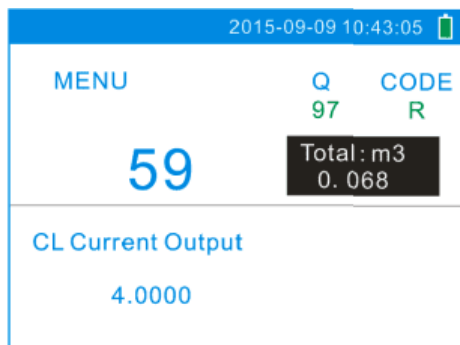 2015-09-09 10:43:05
MENU Q CODE
97 R
59 Total:m3
0.068
CL Current Output
4.0000